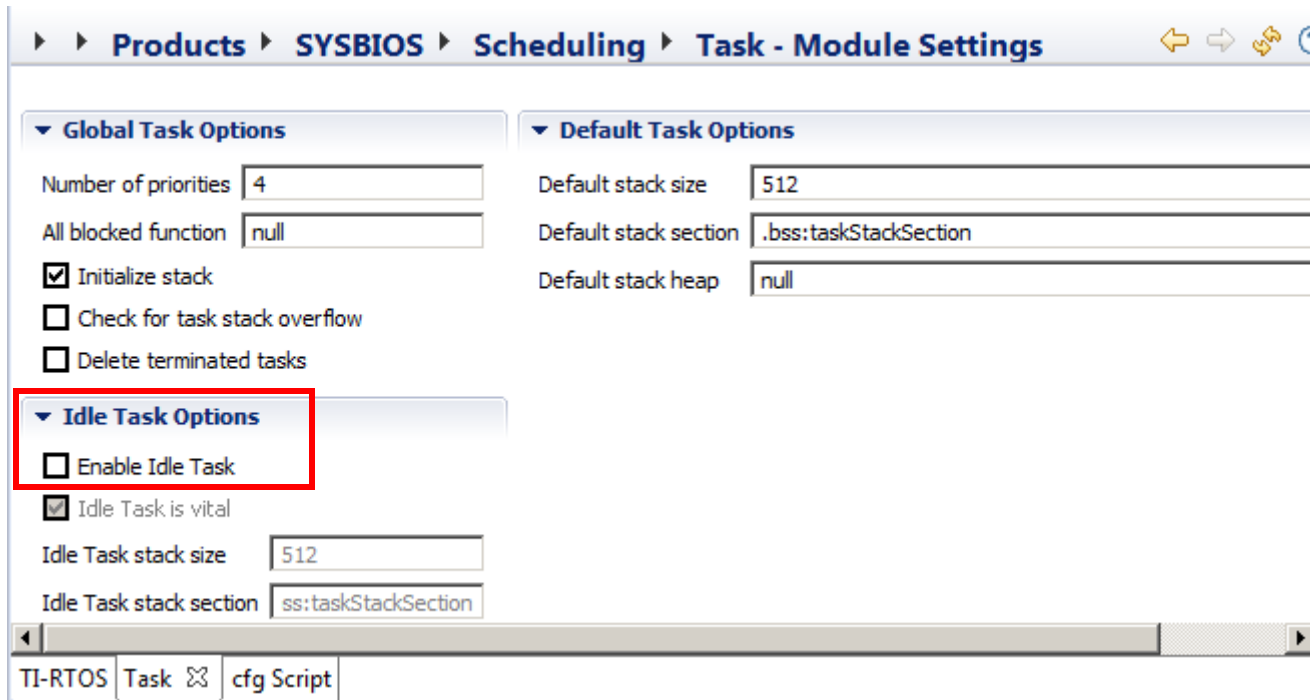 Products SYSBIOS Scheduling Task - Module Settings
Global Task Options
Number of priorities 4
All blocked function null
Initialize stack
Check for task stack overflow
Delete terminated tasks
Idle Task Options
Enable Idle Task
Idle Task is vital
Idle Task stack size 512
Idle Task stack section ss:taskStackSection
Default Task Options
Default stack size 512
Default stack section .bss:taskStackSection
Default stack heap null
TI-RTOS Task cfg Script